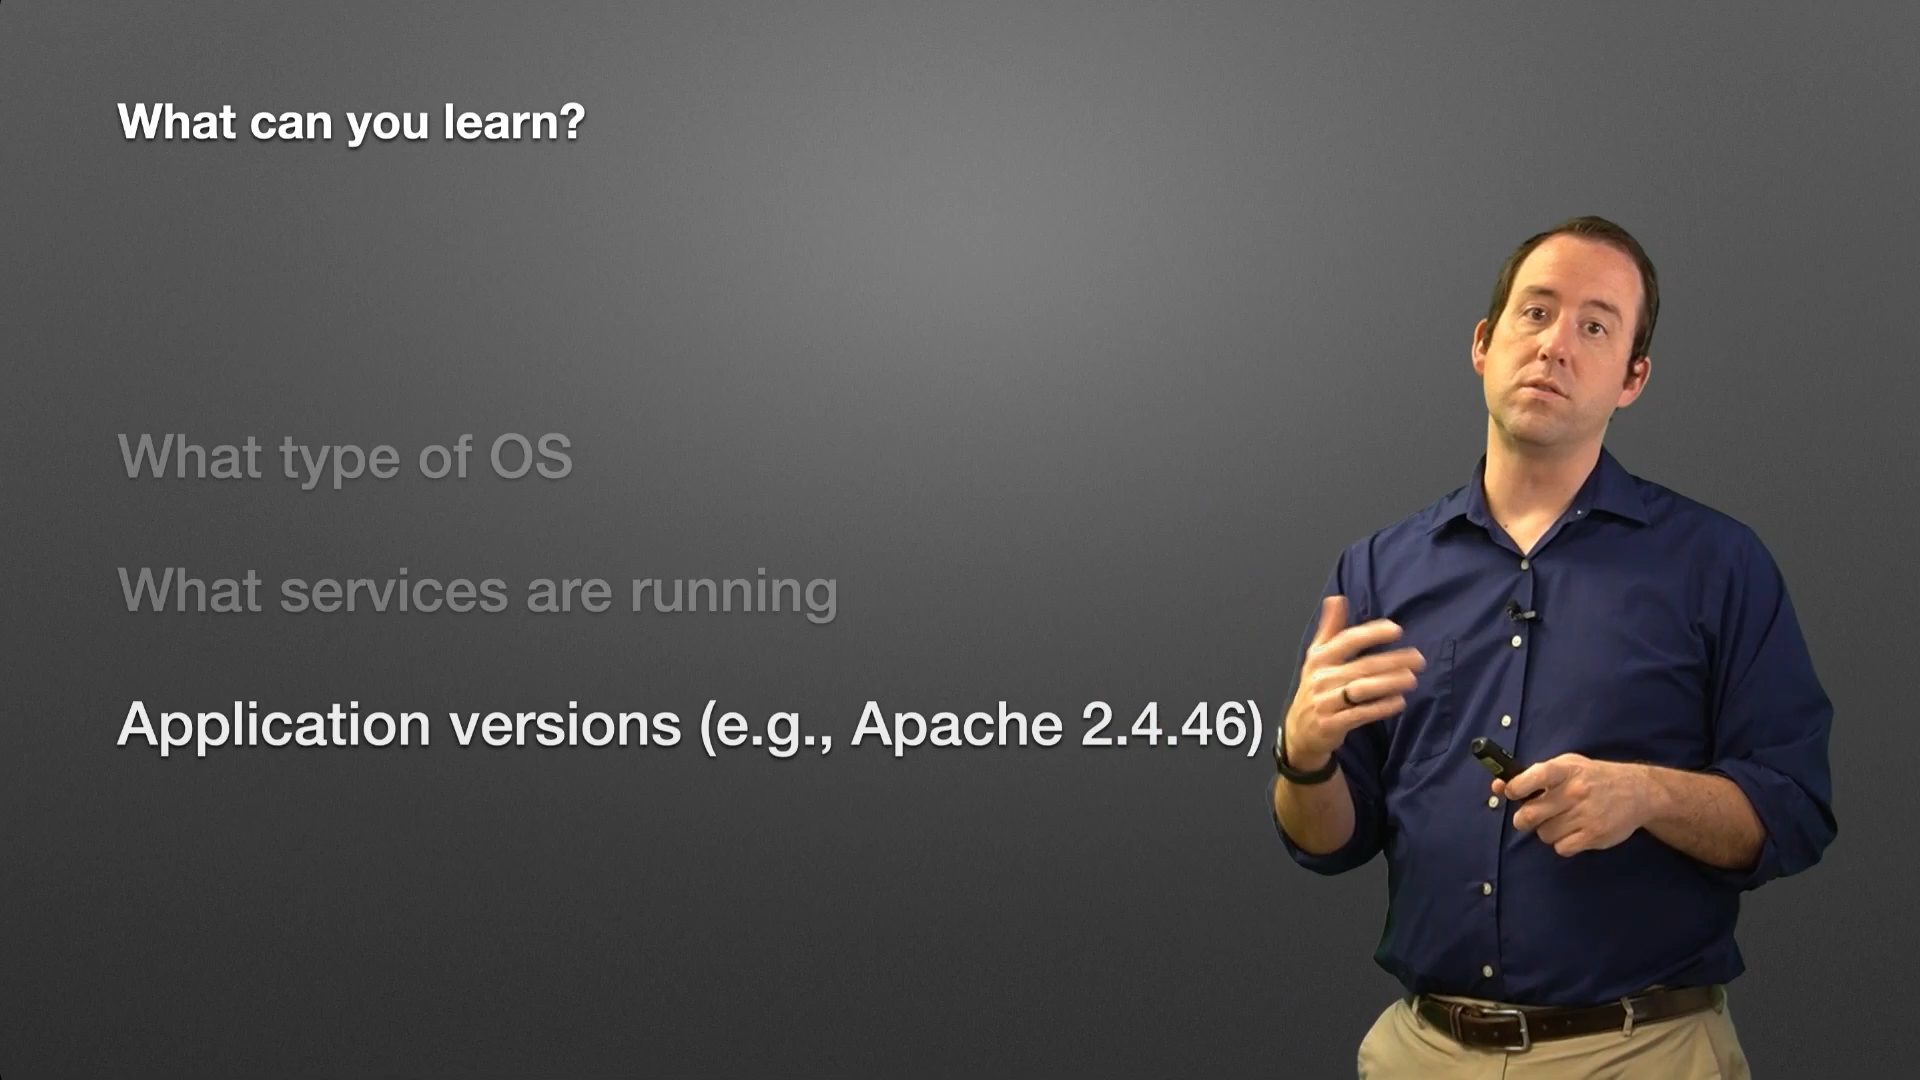 What can you learn?
What type of OS
What services are running
Application versions (e.g., Apache 2.4.46)